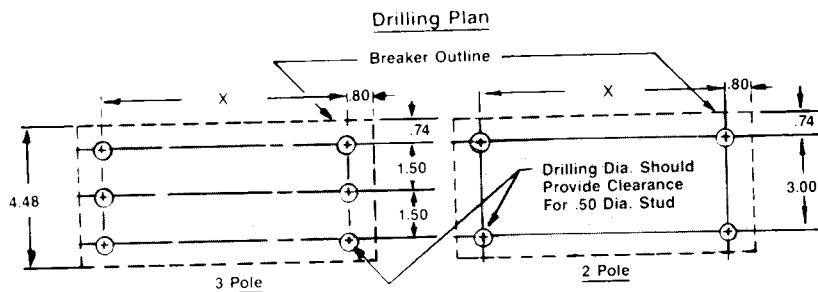 Drilling Plan
Breaker Outline
X
.80
X
.80
.74
.74
4.48
1.50
1.50
Drilling Dia. Should
Provide Clearance
For .50 Dia. Stud
3.00
3 Pole
2 Pole